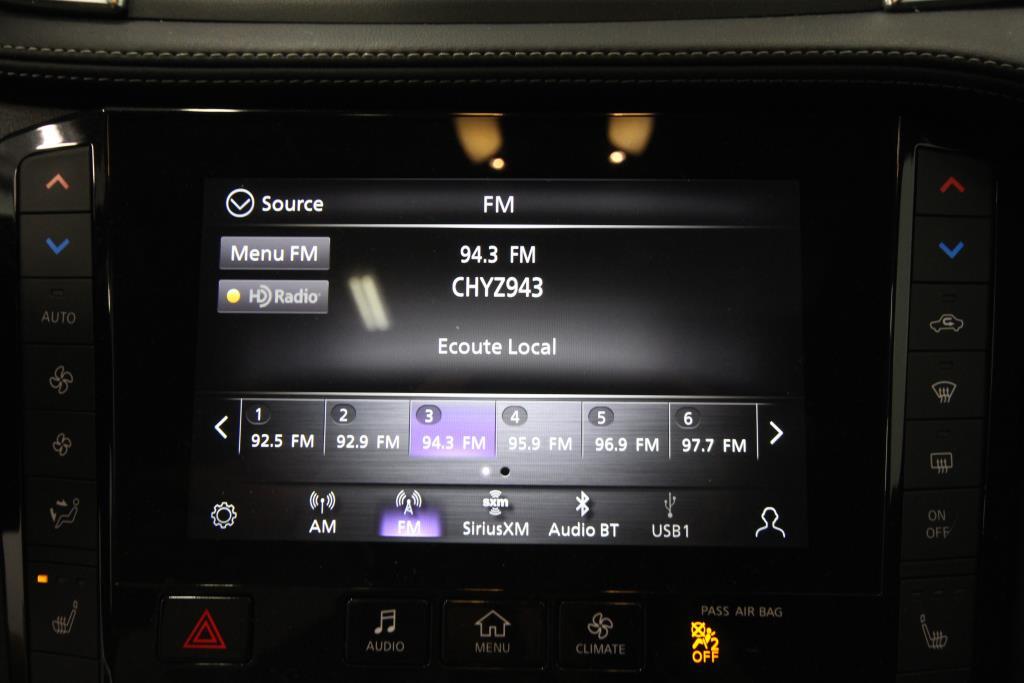 Source
FM
Menu FM
94.3 FM
HD Radio
CHYZ943
Ecoute Local
1 2 3 4 5 6
92.5 FM 92.9 FM 94.3 FM 95.9 FM 96.9 FM 97.7 FM
sxm
AM FM SiriusXM Audio BT USB1
AUTO
ON
OFF
AUDIO MENU CLIMATE
PASS AIR BAG
2
OFF